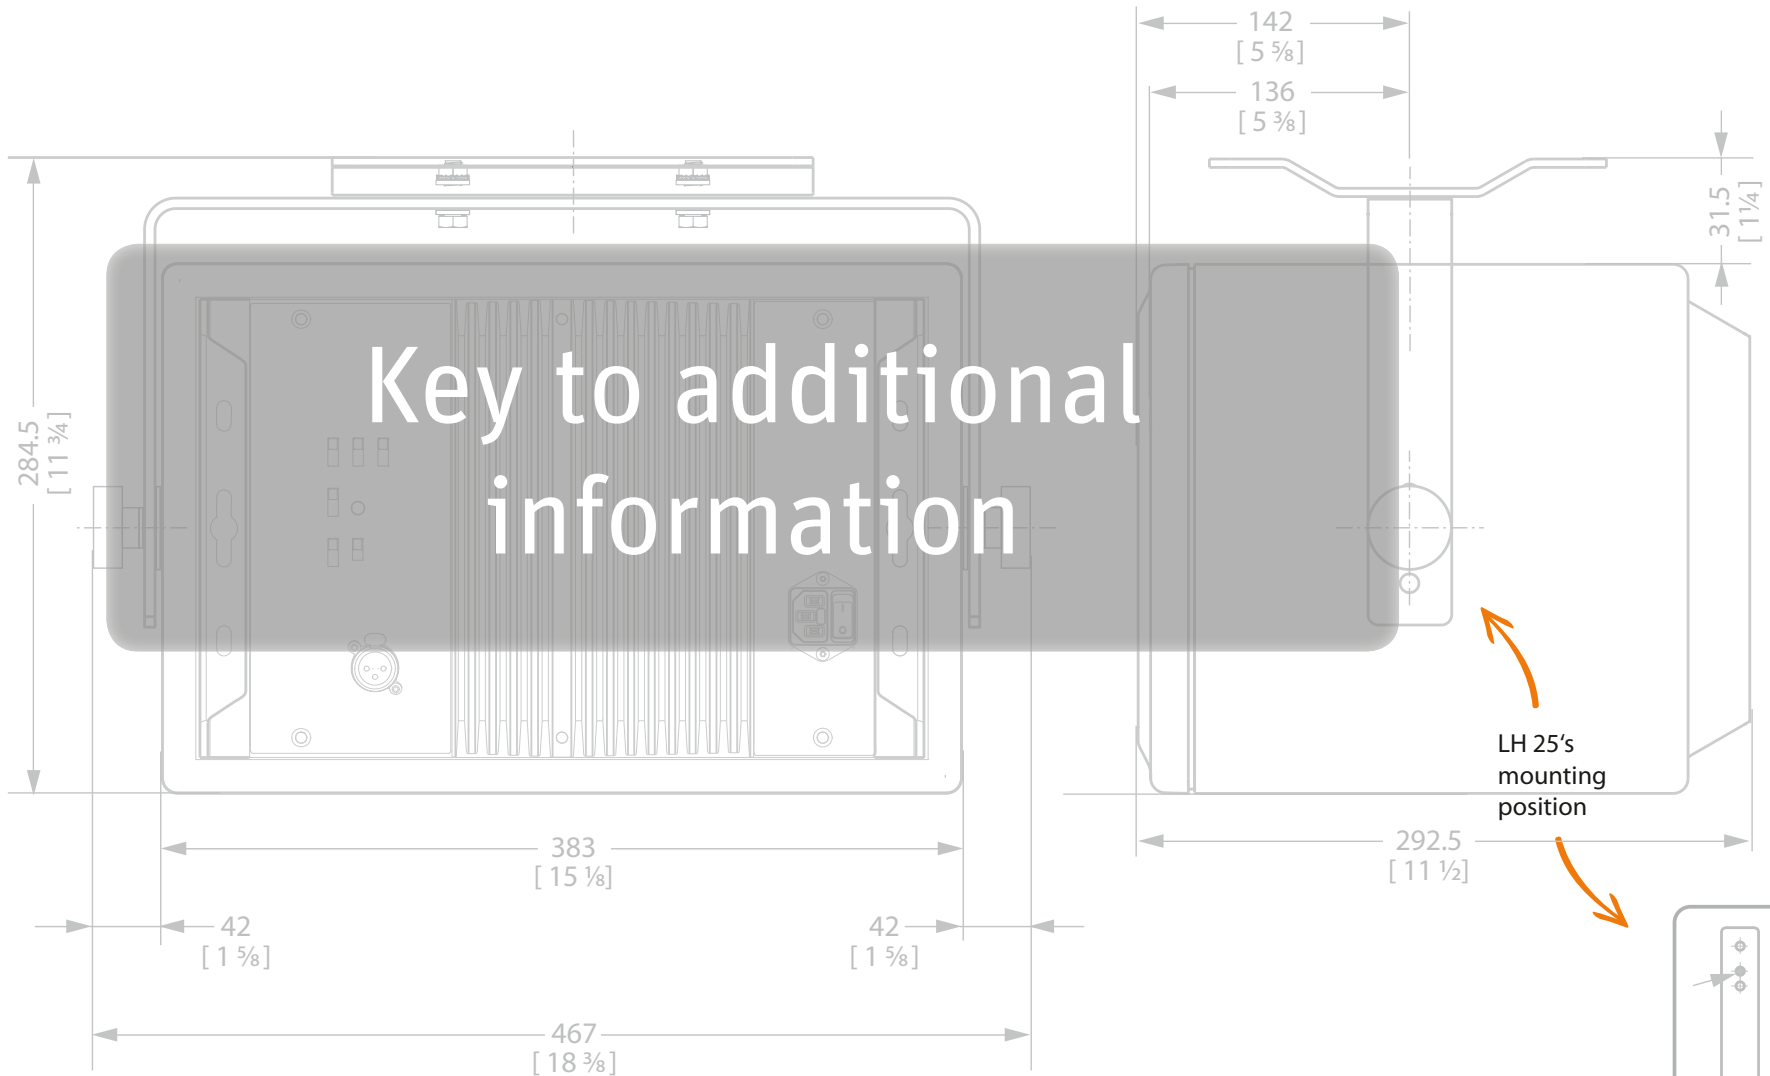 142
[ 5 ⅝]
136
[ 5 ⅜]
31.5
[ 1¼]
284.5
[ 11 ¾]
Key to additional
information
LH 25‘s
mounting
position
383
[ 15 ⅛]
292.5
[ 11 ½]
42
[ 1 ⅝]
42
[ 1 ⅝]
467
[ 18 ⅜]